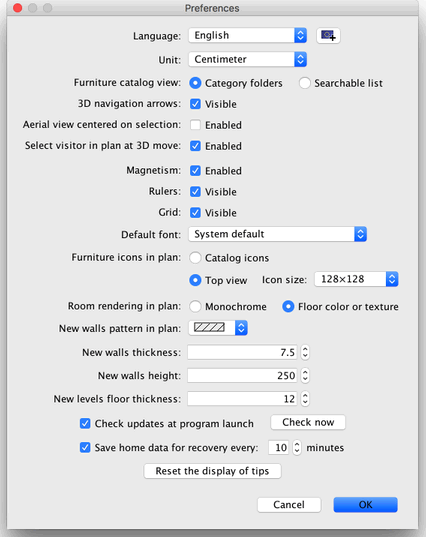 Preferences
Language: English
Unit: Centimeter
Furniture catalog view: Category folders Searchable list
3D navigation arrows: Visible
Aerial view centered on selection: Enabled
Select visitor in plan at 3D move: Enabled
Magnetism: Enabled
Rulers: Visible
Grid: Visible
Default font: System default
Furniture icons in plan: Catalog icons
Top view Icon size: 128×128
Room rendering in plan: Monochrome Floor color or texture
New walls pattern in plan:
New walls thickness: 7.5
New walls height: 250
New levels floor thickness: 12
Check updates at program launch Check now
Save home data for recovery every: 10 minutes
Reset the display of tips
Cancel OK